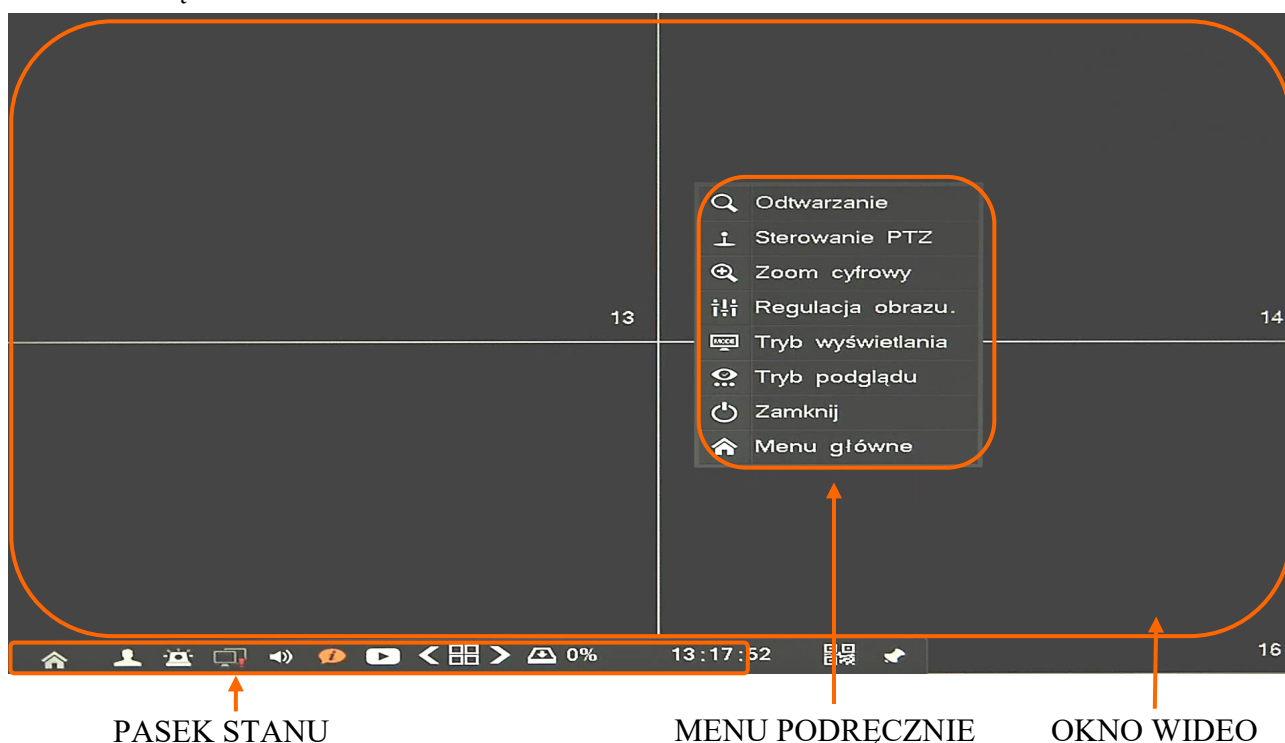 Odtwarzanie
Sterowanie PTZ
Zoom cyfrowy
Regulacja obrazu.
13
14
MODE
Tryb wyświetlania
Tryb podglądu
Zamknij
Menu główne
0% 13:17:52
16
PASEK STANU MENU PODRĘCZNIE OKNO WIDEO